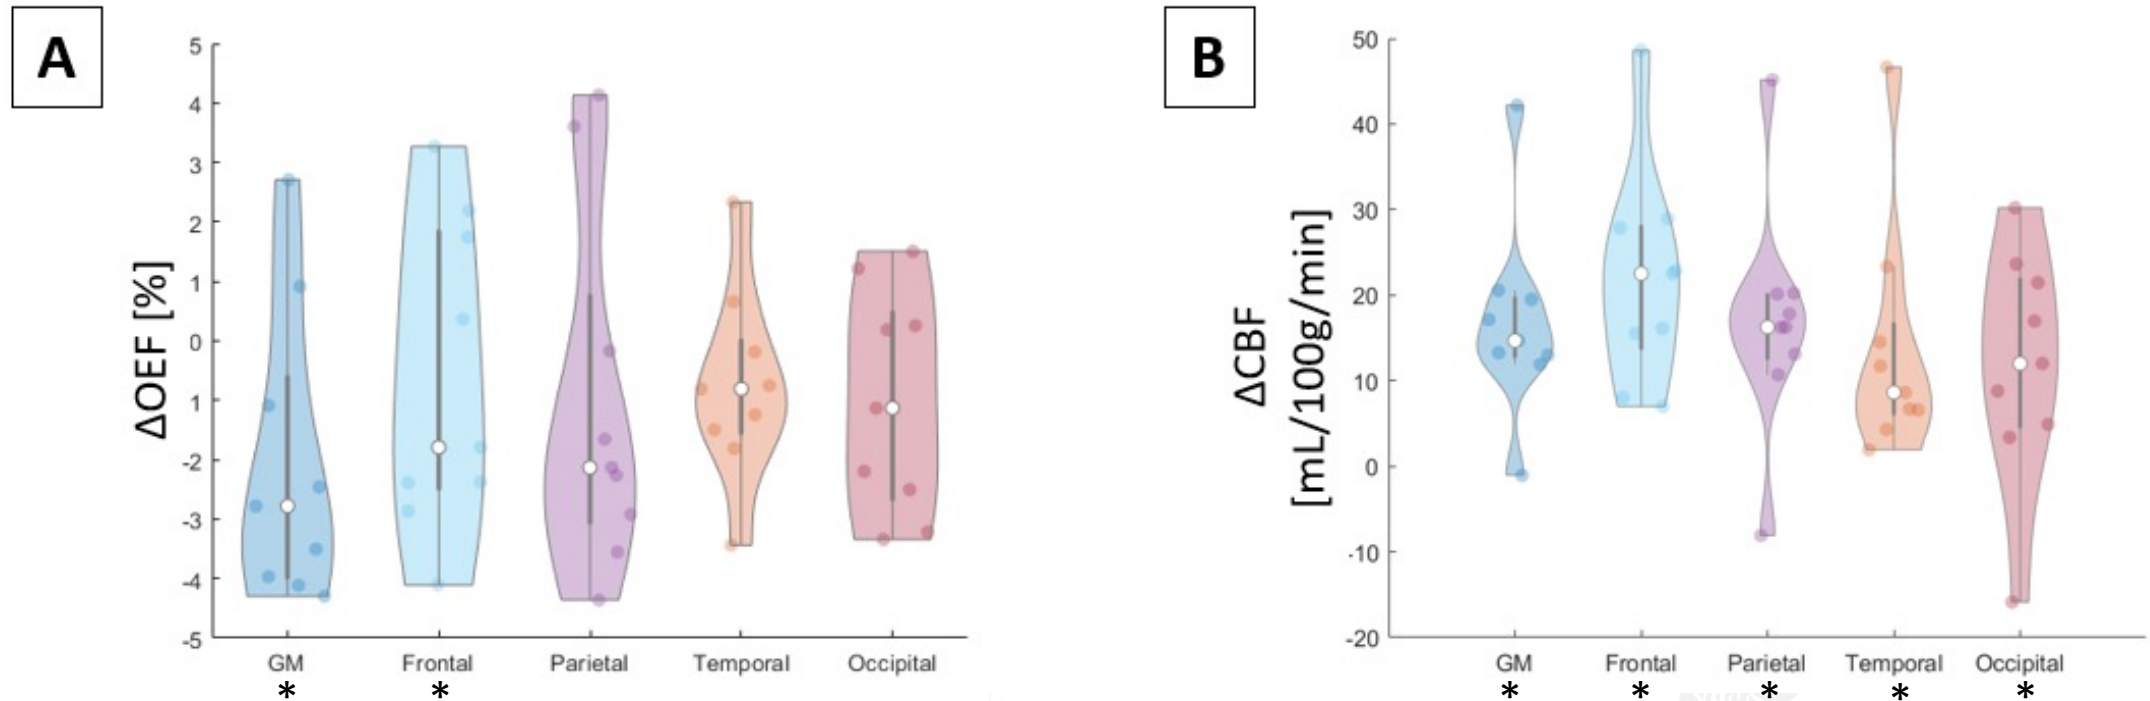 A
5
4
3
2
1
0
1
-2
-3
-4
-5
ΔOEF [%]
GM
Frontal
Parietal
Temporal
Occipital
* *
B
50
40
30
20
10
0
-10
-20
ΔCBF
[mL/100g/min]
GM
Frontal
Parietal
Temporal
Occipital
* * * * *